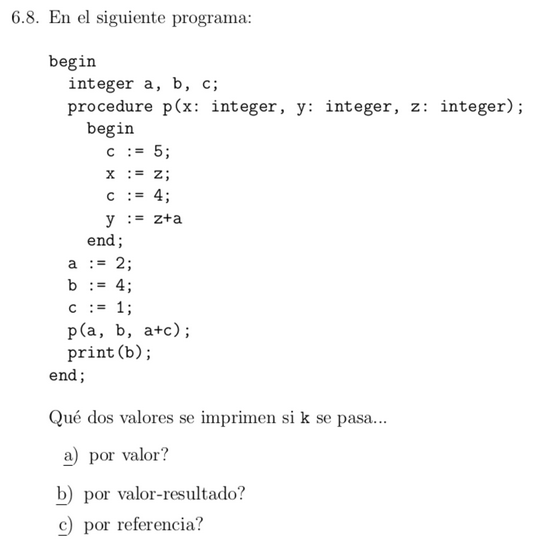 6.8. En el siguiente programa:
begin
integer a, b, c;
procedure p(x: integer, y: integer, z: integer);
begin
c := 5;
x := z;
c := 4;
y := z+a
end;
a := 2;
b := 4;
c := 1;
p(a, b, a+c);
print(b);
end;
Qué dos valores se imprimen si k se pasa...
a) por valor?
b) por valor-resultado?
c) por referencia?